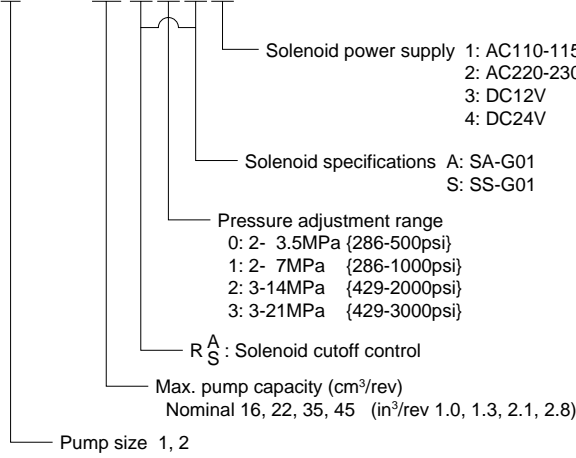 Solenoid power supply 1: AC110-115
2: AC220-230
3: DC12V
4: DC24V
Solenoid specifications A: SA-G01
S: SS-G01
Pressure adjustment range
0: 2- 3.5MPa {286-500psi}
1: 2- 7MPa {286-1000psi}
2: 3-14MPa {429-2000psi}
3: 3-21MPa {429-3000psi}
R A S : Solenoid cutoff control
Max. pump capacity (cm³/rev)
Nominal 16, 22, 35, 45 (in³/rev 1.0, 1.3, 2.1, 2.8)
Pump size 1, 2